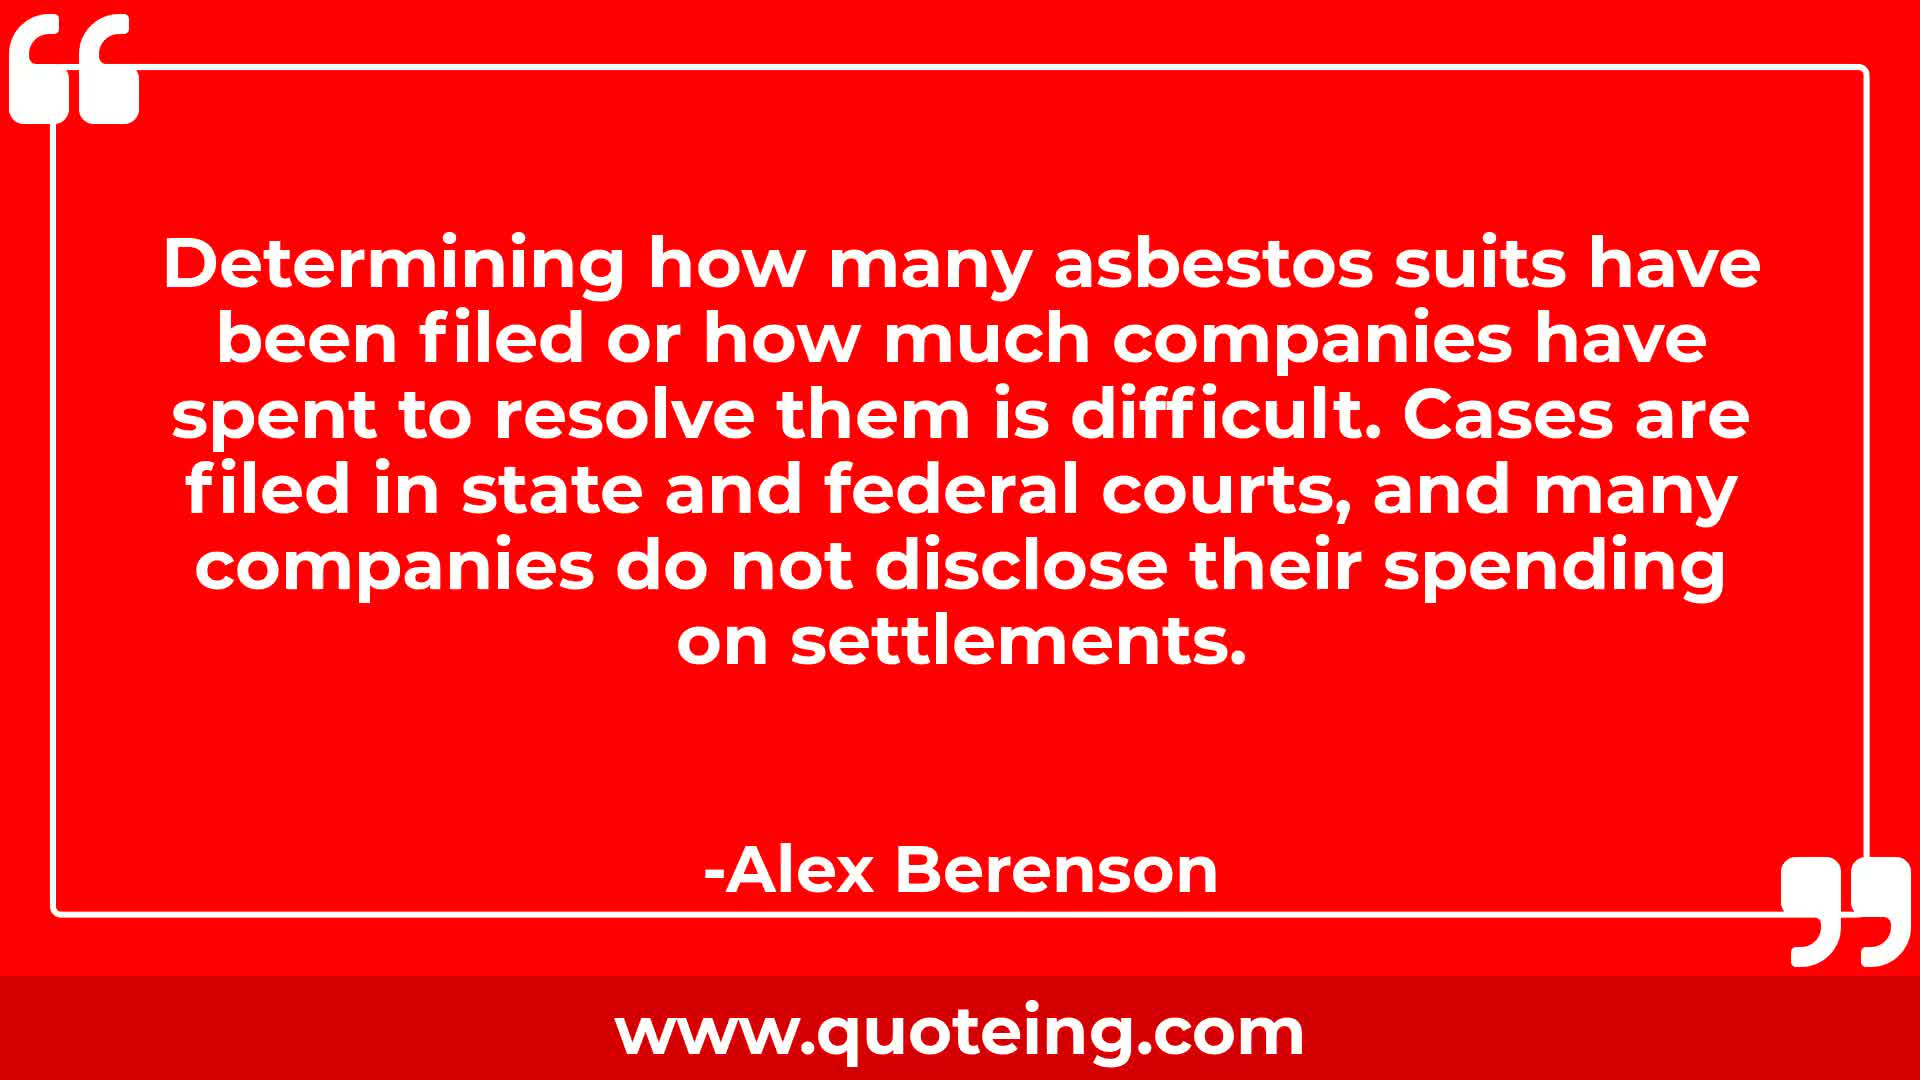 Determining how many asbestos suits have
been filed or how much companies have
spent to resolve them is difficult. Cases are
filed in state and federal courts, and many
companies do not disclose their spending
on settlements.
-Alex Berenson
www.quoteing.com